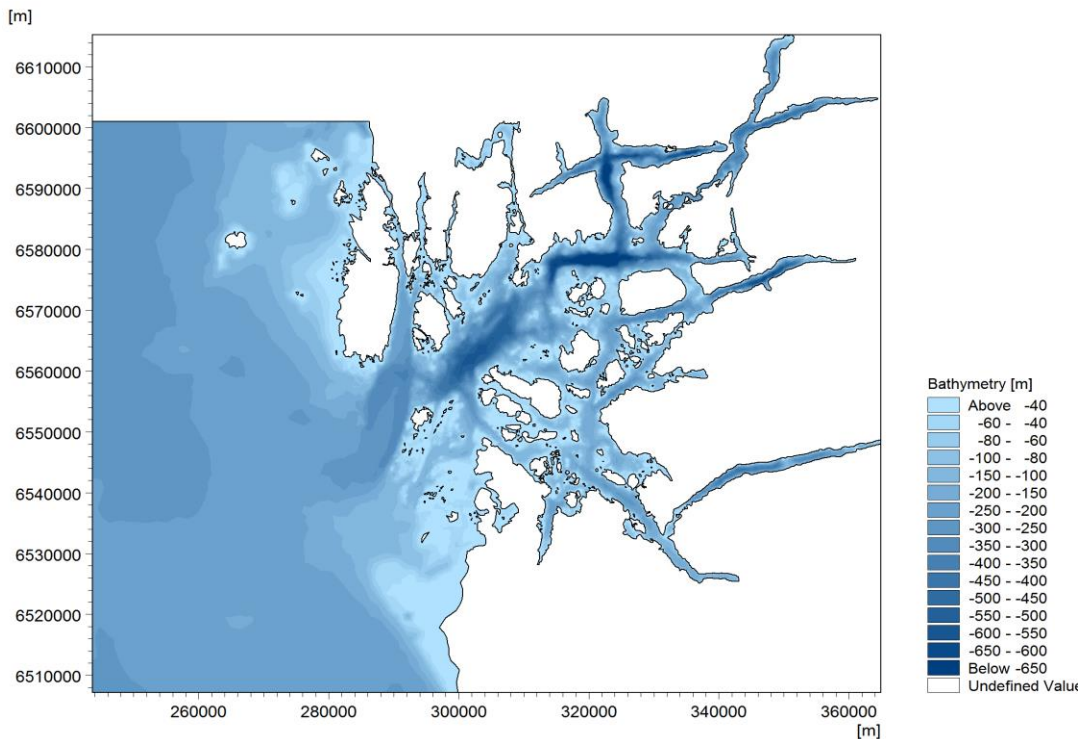 [m]
6610000
6600000
6590000
6580000
6570000
6560000
6550000
6540000
6530000
6520000
6510000
260000 280000 300000 320000 340000 360000
[m]
Bathymetry [m]
Above -40
-60 - -40
-80 - -60
-100 - -80
-150 - -100
-200 - -150
-250 - -200
-300 - -250
-350 - -300
-400 - -350
-450 - -400
-500 - -450
-550 - -500
-600 - -550
-650 - -600
Below -650
Undefined Value